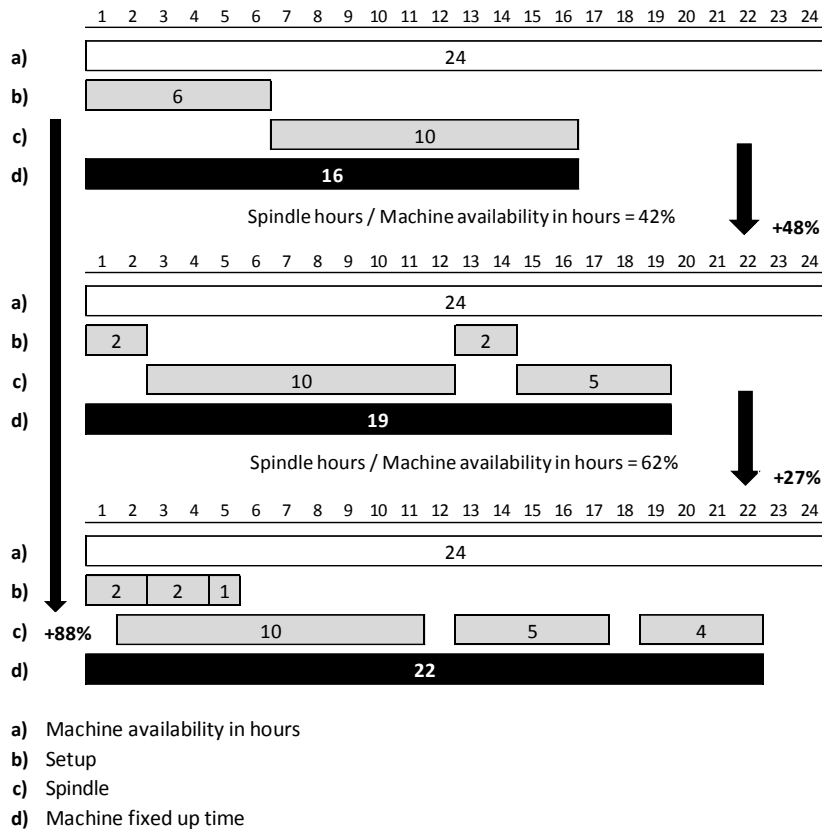 1 2 3 4 5 6 7 8 9 10 11 12 13 14 15 16 17 18 19 20 21 22 23 24
a) 24
b) 6
c) 10
d) 16
Spindle hours / Machine availability in hours = 42%
+48%
1 2 3 4 5 6 7 8 9 10 11 12 13 14 15 16 17 18 19 20 21 22 23 24
a) 24
b) 2 2
c) 10 5
d) 19
Spindle hours / Machine availability in hours = 62%
+27%
1 2 3 4 5 6 7 8 9 10 11 12 13 14 15 16 17 18 19 20 21 22 23 24
a) 24
b) 2 2 1
c) +88% 10 5 4
d) 22
a) Machine availability in hours
b) Setup
c) Spindle
d) Machine fixed up time